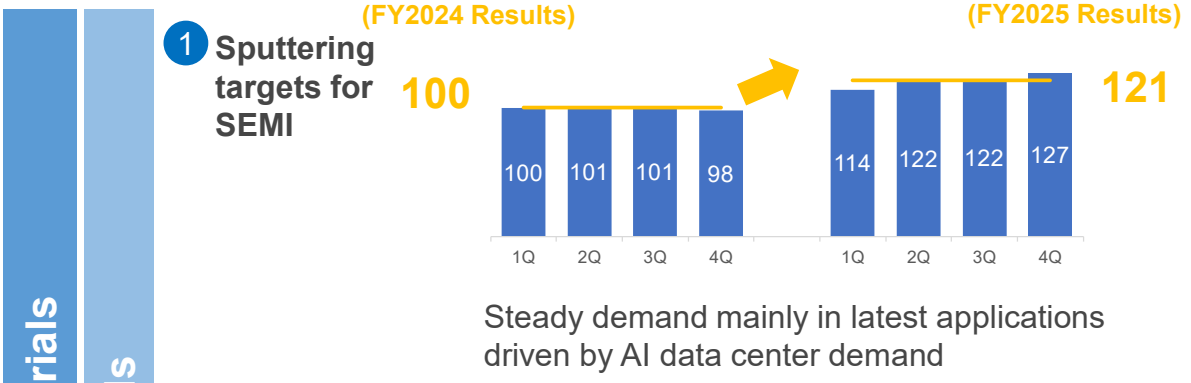 (FY2024 Results)
(FY2025 Results)
1 Sputtering
targets for
SEMI
100
121
100 101 101 98
114 122 122 127
1Q 2Q 3Q 4Q
1Q 2Q 3Q 4Q
Steady demand mainly in latest applications
driven by AI data center demand
rials